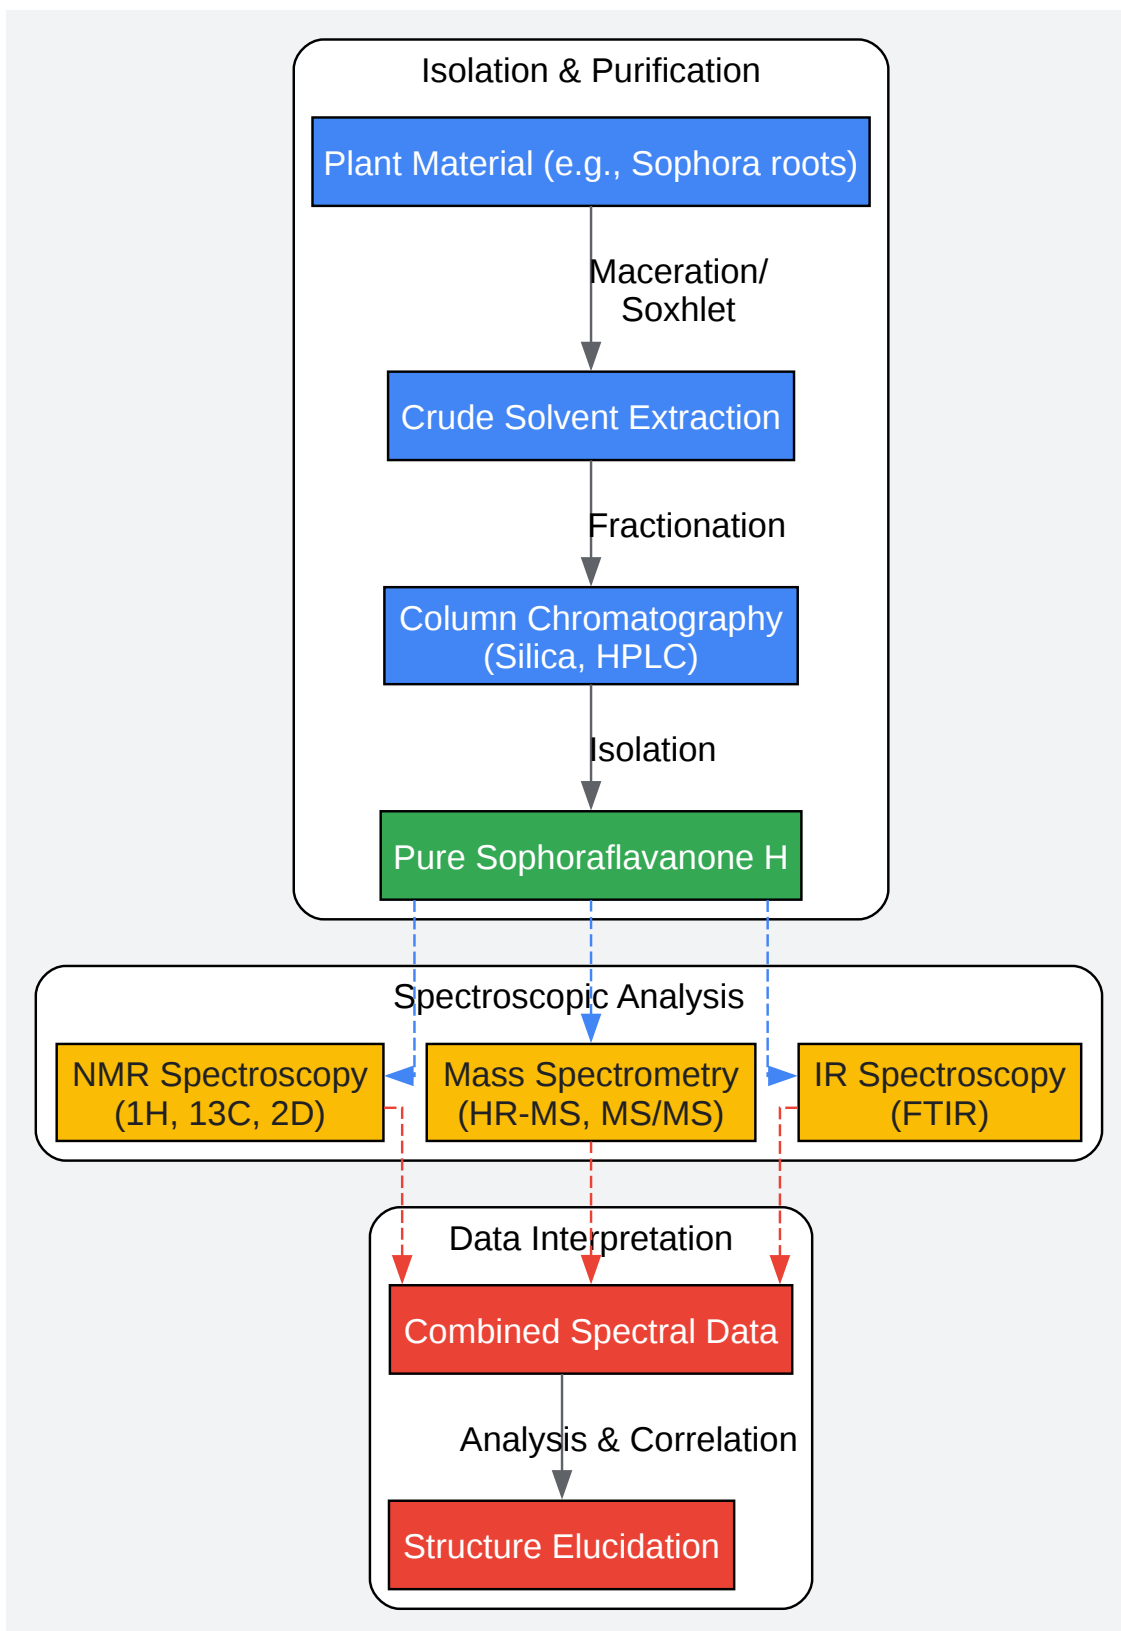 Isolation & Purification
Plant Material (e.g., Sophora roots)
Maceration/
Soxhlet
Crude Solvent Extraction
Fractionation
Column Chromatography
(Silica, HPLC)
Isolation
Pure Sophoraflavanone H
Spectroscopic Analysis
NMR Spectroscopy
(1H, 13C, 2D)
Mass Spectrometry
(HR-MS, MS/MS)
IR Spectroscopy
(FTIR)
Data Interpretation
Combined Spectral Data
Analysis & Correlation
Structure Elucidation